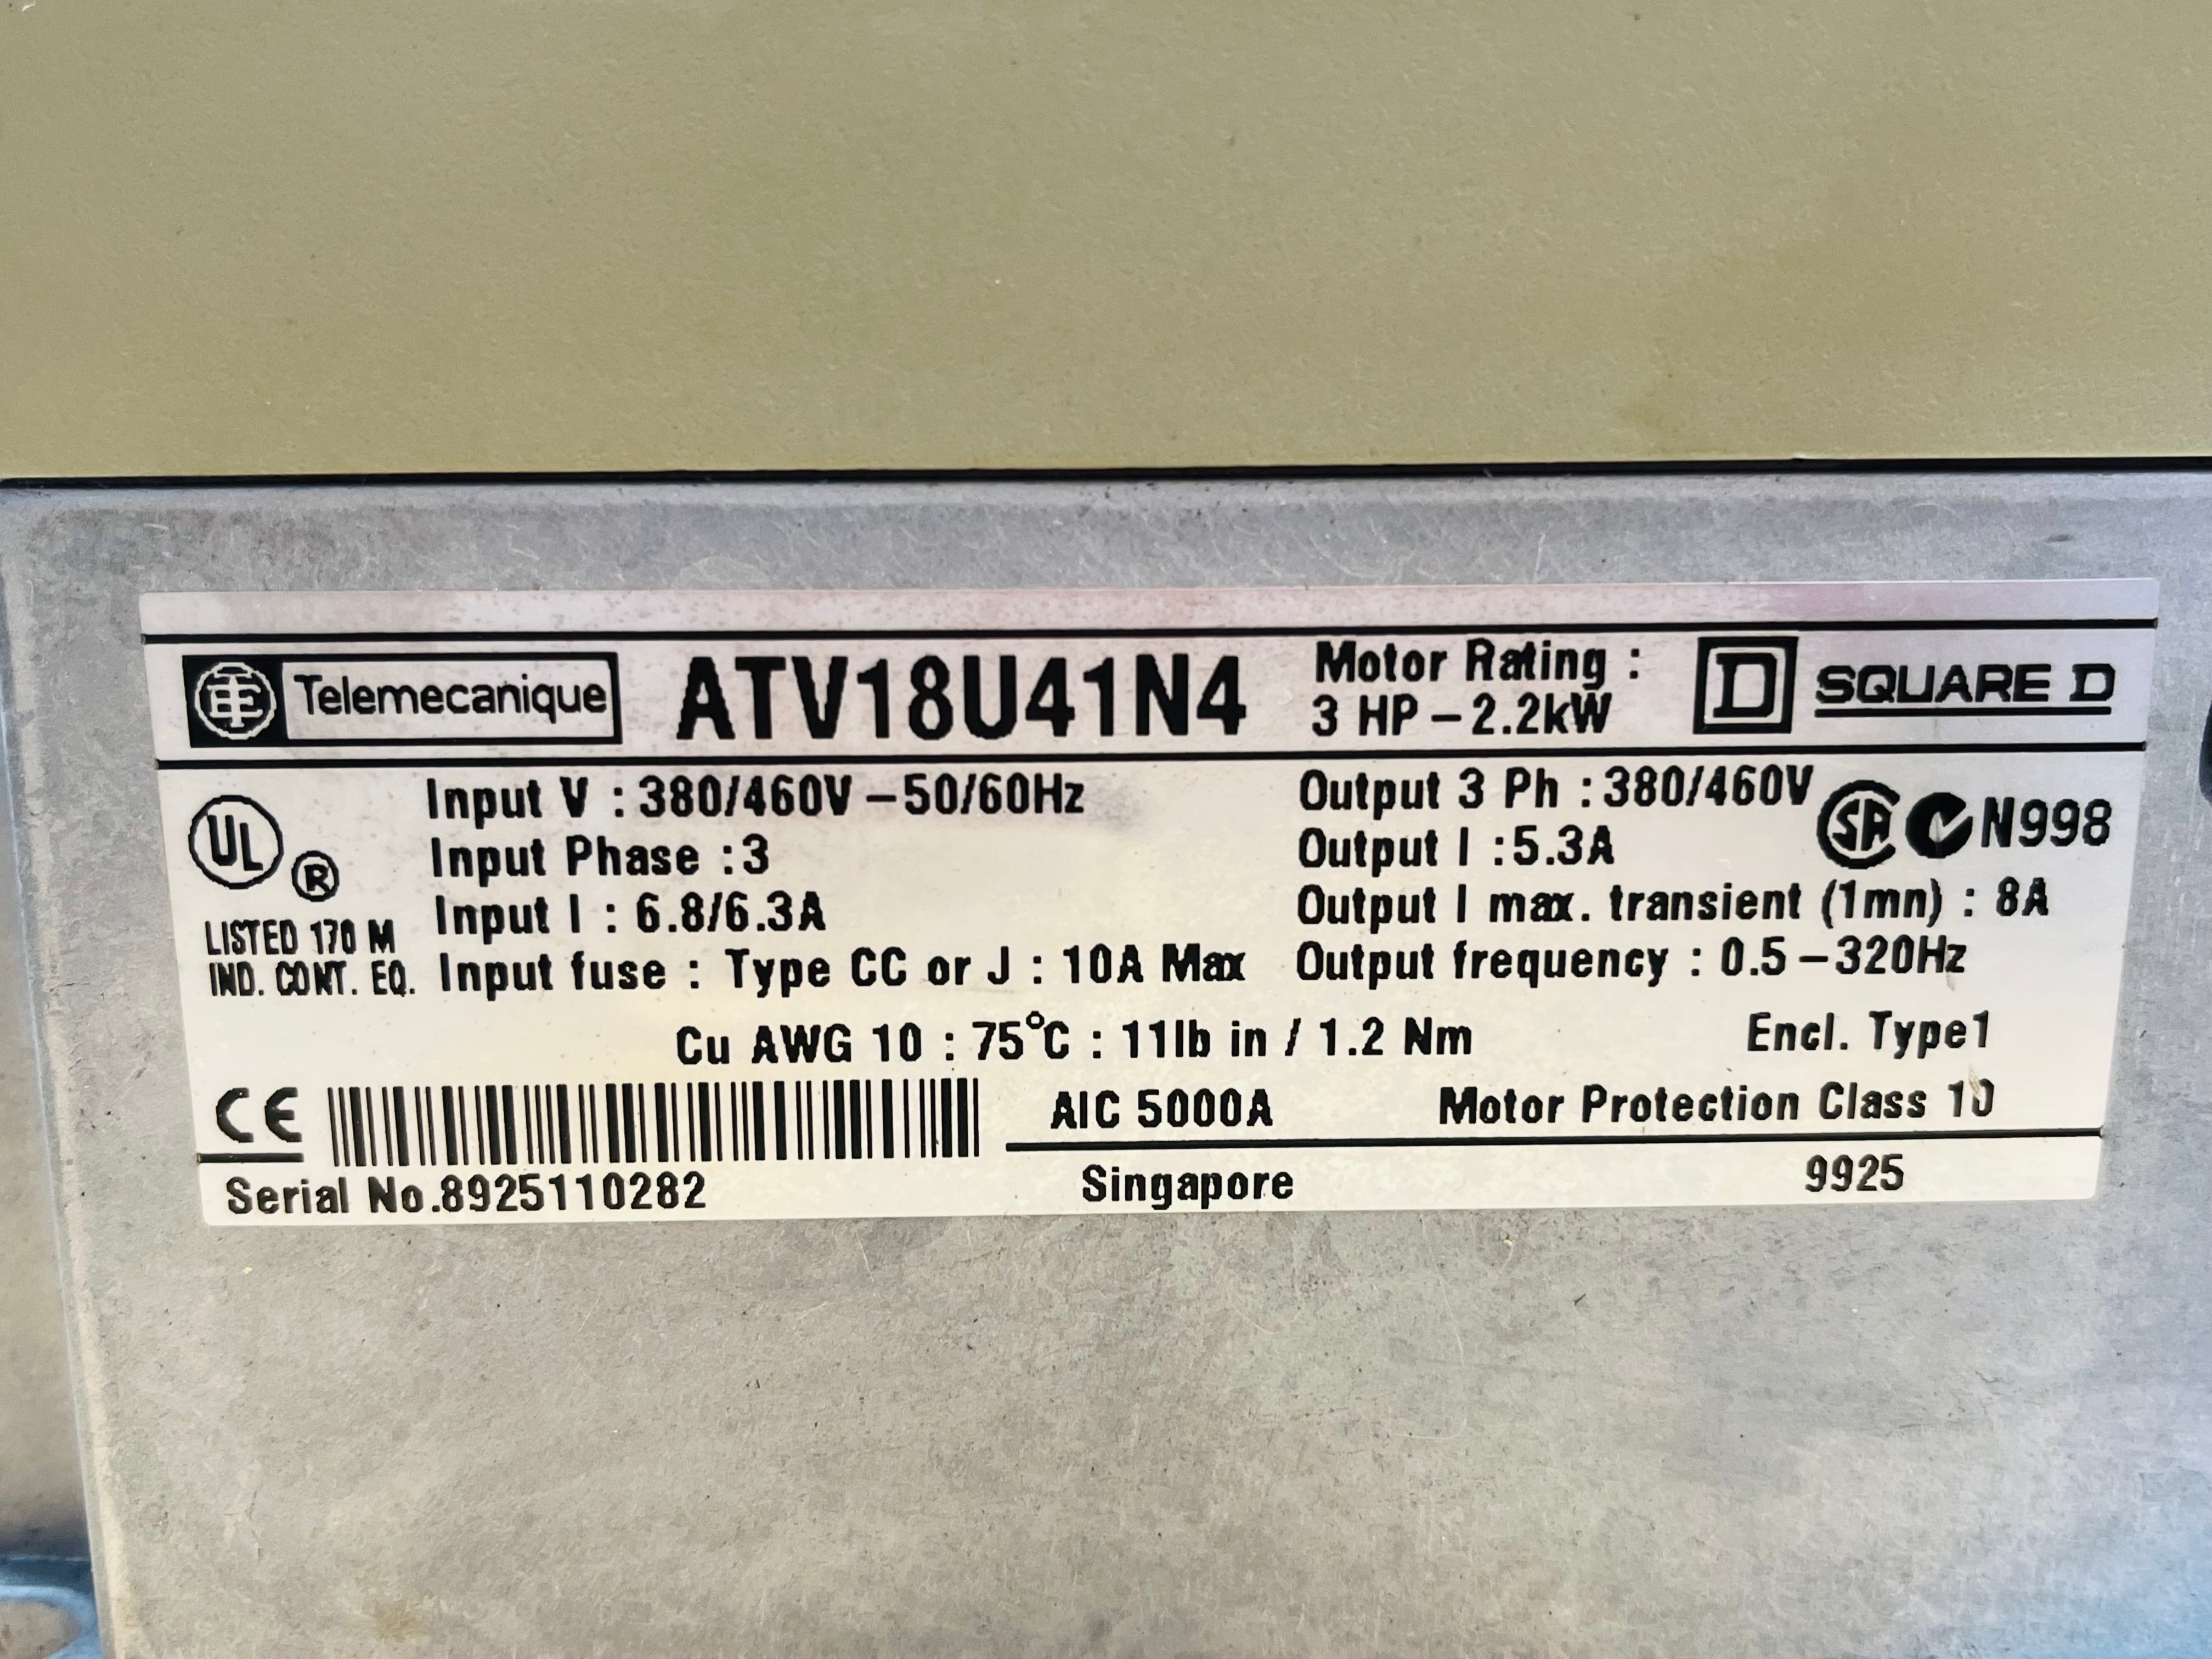 Telemecanique ATV18U41N4 Motor Rating : 3 HP – 2.2kW D SQUARE D
UL ® Input V : 380/460V – 50/60Hz Output 3 Ph : 380/460V SA N998
Input Phase : 3 Output I : 5.3A
Input I : 6.8/6.3A Output I max. transient (1mn) : 8A
LISTED 170 M
IND. CONT. EQ. Input fuse : Type CC or J : 10A Max Output frequency : 0.5 – 320Hz
Cu AWG 10 : 75°C : 11lb in / 1.2 Nm Encl. Type1
CE AIC 5000A Motor Protection Class 10
Serial No.8925110282 Singapore 9925